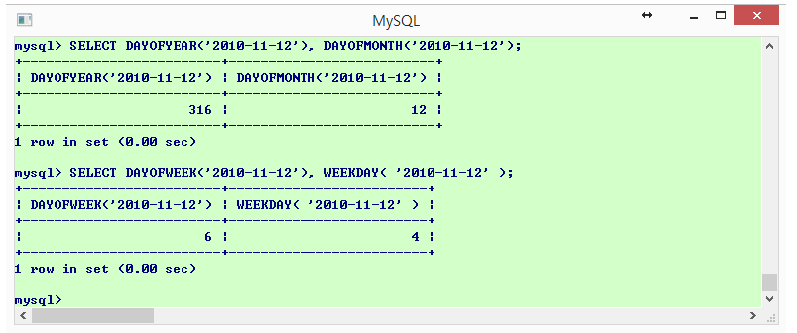 MySQL
mysql> SELECT DAYOFYEAR('2010-11-12'), DAYOFMONTH('2010-11-12');
+-------------------------+--------------------------+
| DAYOFYEAR('2010-11-12') | DAYOFMONTH('2010-11-12') |
+-------------------------+--------------------------+
|                     316 |                       12 |
+-------------------------+--------------------------+
1 row in set (0.00 sec)
mysql> SELECT DAYOFWEEK('2010-11-12'), WEEKDAY( '2010-11-12' );
+-------------------------+-------------------------+
| DAYOFWEEK('2010-11-12') | WEEKDAY( '2010-11-12' ) |
+-------------------------+-------------------------+
|                       6 |                       4 |
+-------------------------+-------------------------+
1 row in set (0.00 sec)
mysql>